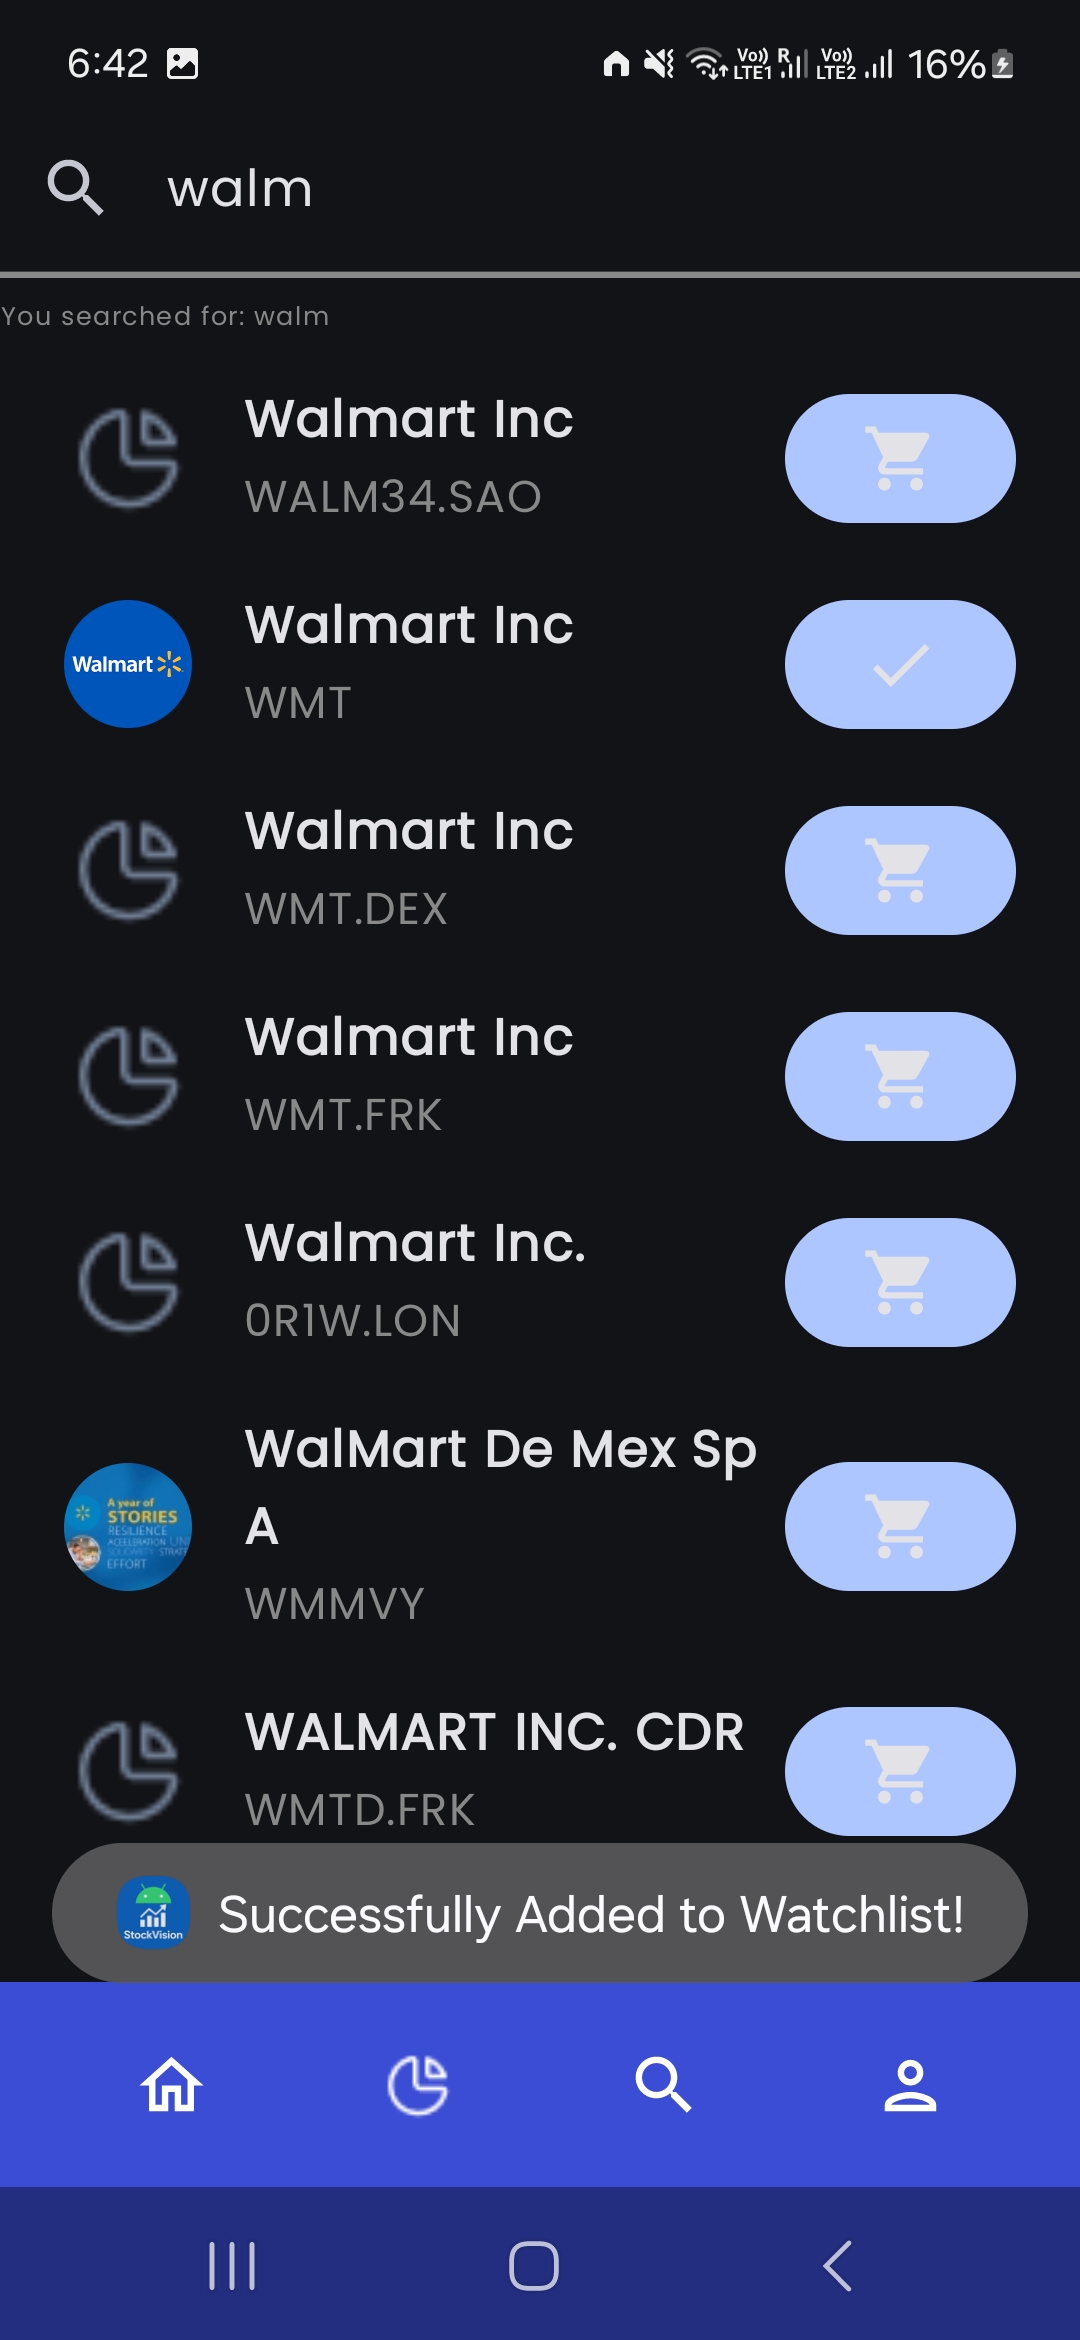 6:42
Vo)) LTE1 R Vo)) LTE2 16%
walm
You searched for: walm
Walmart Inc
WALM34.SAO
Walmart
Walmart Inc
WMT
Walmart Inc
WMT.DEX
Walmart Inc
WMT.FRK
Walmart Inc.
0R1W.LON
WalMart De Mex Sp
A
WMMVY
A year of
STORIES
RESILIENCE
ACCELERATION
SOLIDARITY
EFFORT
WALMART INC. CDR
WMTD.FRK
StockVision
Successfully Added to Watchlist!